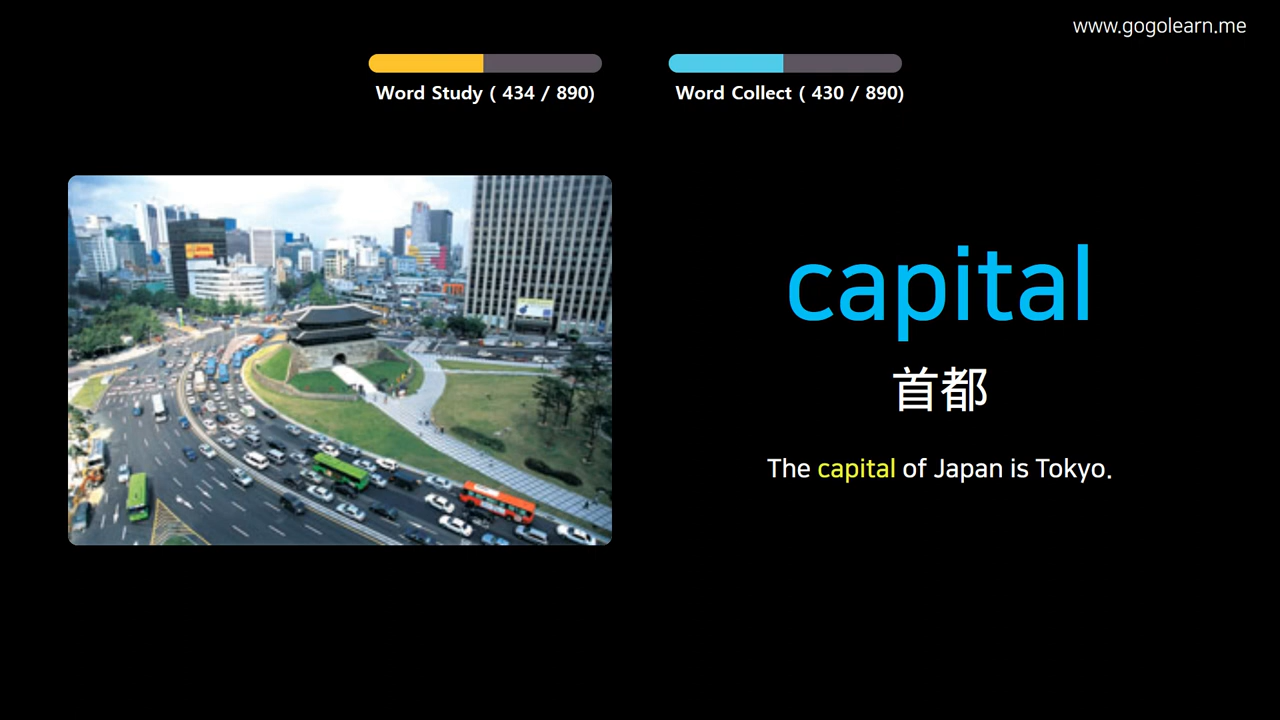 www.gogolearn.me
Word Study ( 434 / 890)
Word Collect ( 430 / 890)
capital
首都
The capital of Japan is Tokyo.